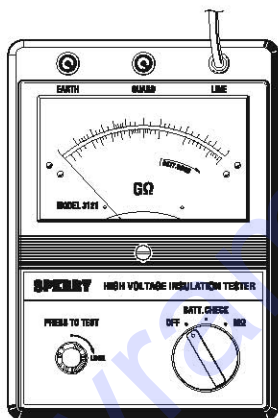 EARTH GUARD LINE
BATT. GOOD
GΩ
MODEL 3121
SPERRY HIGH VOLTAGE INSULATION TESTER
PRESS TO TEST
LOCK
BATT.CHECK
OFF MΩ